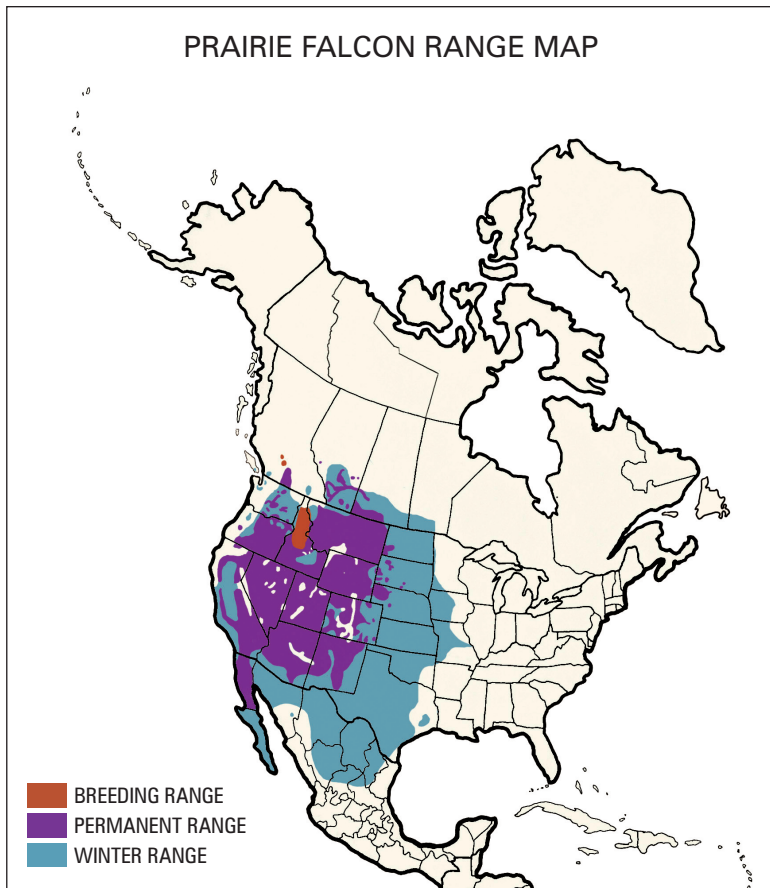 PRAIRIE FALCON RANGE MAP
BREEDING RANGE
PERMANENT RANGE
WINTER RANGE